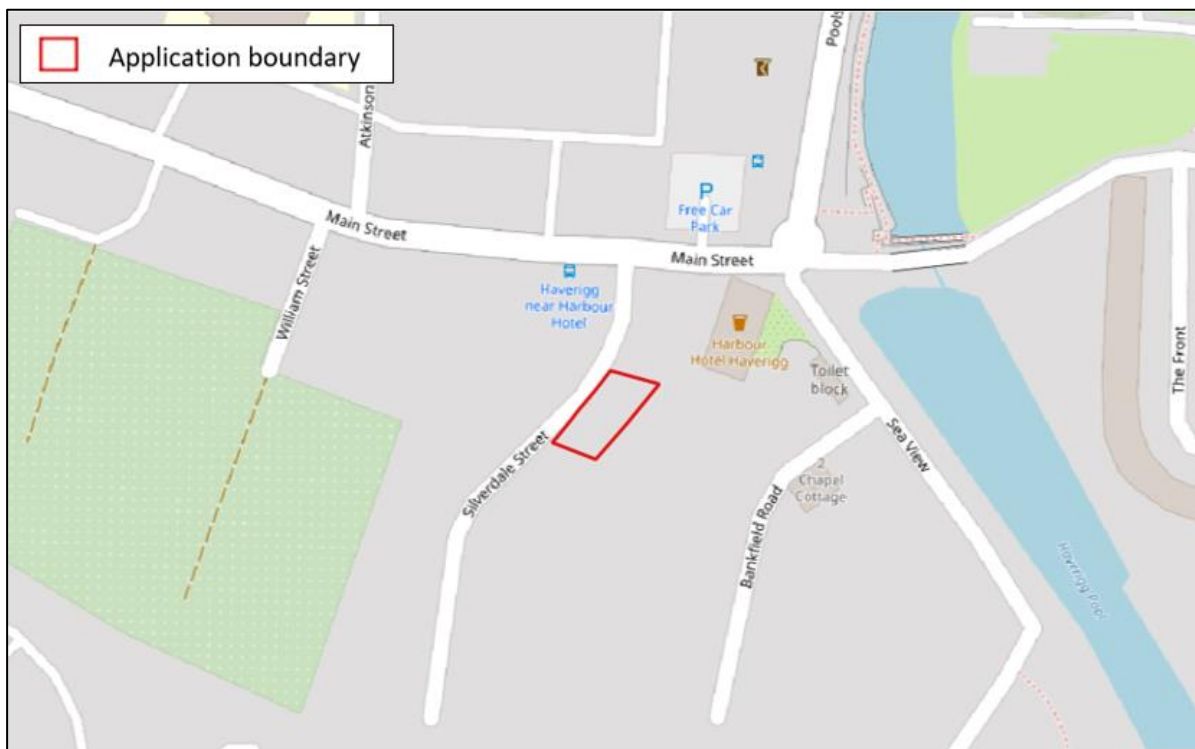 Application boundary
Pools
Atkinson
P
Free Car
Park
Main Street
Main Street
William Street
Haverigg
near Harbour
Hotel
Harbour
Hotel Haverigg
Toilet
block
The Front
Sea View
Silverdale Street
2
Chapel
Cottage
Bankfield Road
Haverigg Pool